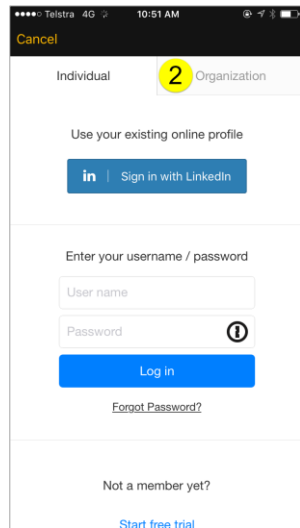 Telstra 4G 10:51 AM
Cancel
Individual 2 Organization
Use your existing online profile
in | Sign in with LinkedIn
Enter your username / password
User name
Password
Log in
Forgot Password?
Not a member yet?
Start free trial